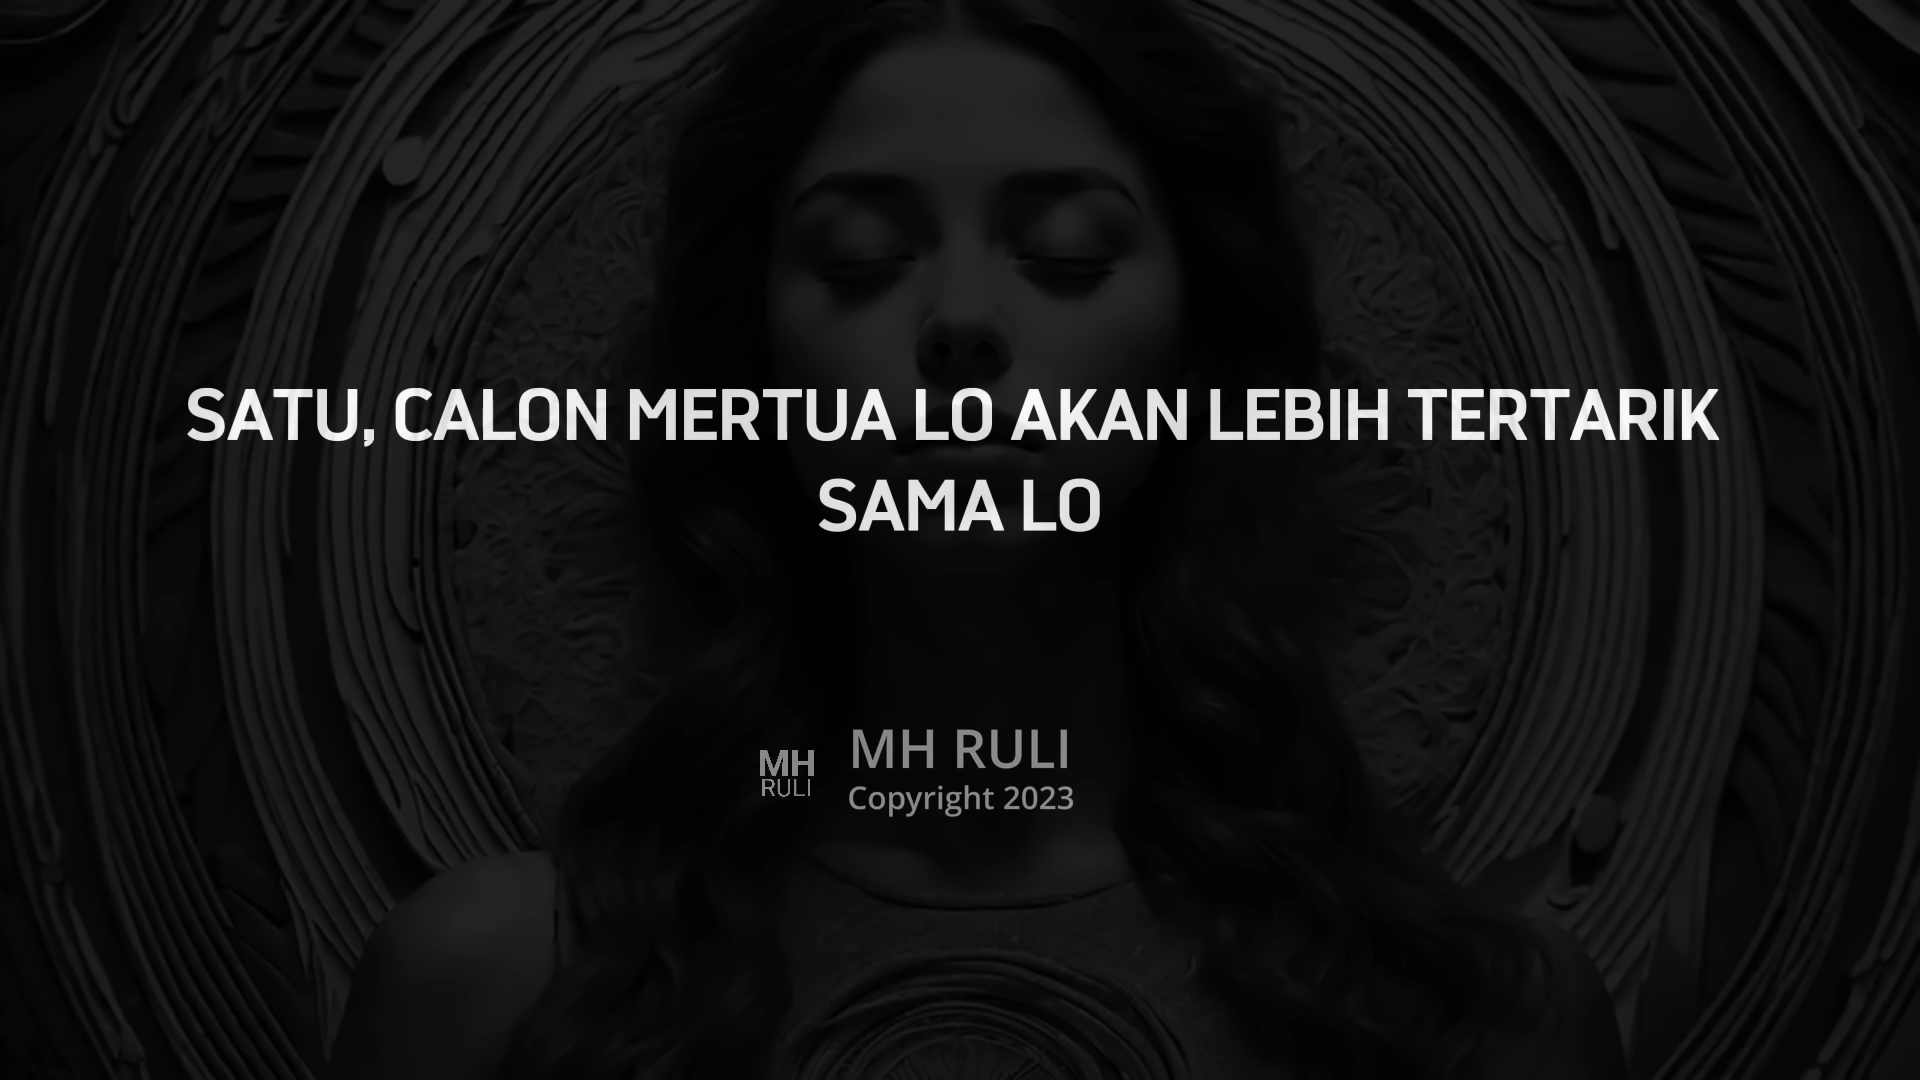 SATU, CALON MERTUA LO AKAN LEBIH TERTARIK
SAMA LO
MH
RULI
MH RULI
Copyright 2023